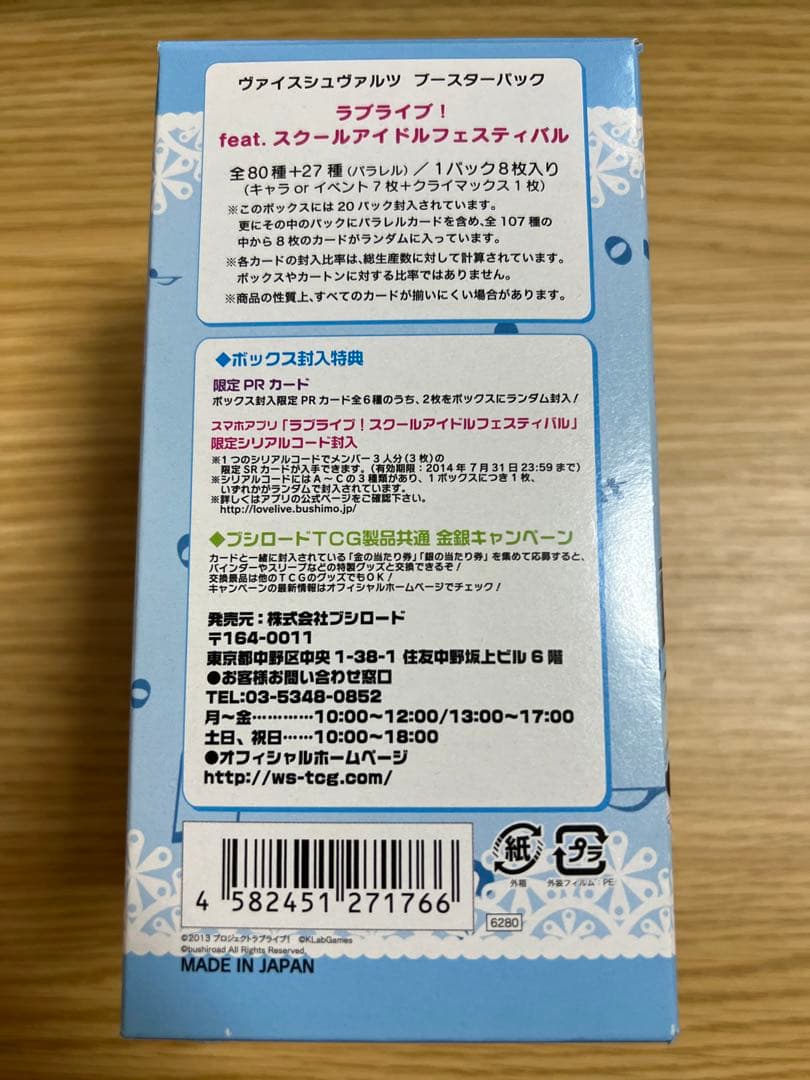 ヴァイスシュヴァルツ ブースターパック
ラブライブ！
feat. スクールアイドルフェスティバル
全80種＋27種（パラレル）／1パック8枚入り
（キャラ or イベント7枚＋クライマックス1枚）
※このボックスには20パック封入されています。
更にその中のパックにパラレルカードを含め、全107種の
中から8枚のカードがランダムに入っています。
※各カードの封入比率は、総生産数に対して計算されています。
ボックスやカートンに対する比率ではありません。
※商品の性質上、すべてのカードが揃いにくい場合があります。
◆ボックス封入特典
限定PRカード
ボックス封入限定PRカード全6種のうち、2枚をボックスにランダム封入！
スマホアプリ「ラブライブ！スクールアイドルフェスティバル」
限定シリアルコード封入
※1つのシリアルコードでメンバー3人分(3枚)の
限定SRカードが入手できます。（有効期限：2014年7月31日23:59まで）
※シリアルコードにはA～Cの3種類があり、1ボックスにつき1枚、
いずれかがランダムで封入されています。
※詳しくはアプリの公式ページをご確認下さい。
http://lovelive.bushimo.jp/
◆ブシロードTCG製品共通 金銀キャンペーン
カードと一緒に封入されている「金の当たり券」「銀の当たり券」を集めて応募すると、
バインダーやスリーブなどの特製グッズと交換できるぞ！
交換景品は他のTCGのグッズでもOK！
キャンペーンの最新情報はオフィシャルホームページでチェック！
発売元：株式会社ブシロード
〒164-0011
東京都中野区中央1-38-1 住友中野坂上ビル6階
●お客様お問い合わせ窓口
TEL:03-5348-0852
月～金…………10:00～12:00/13:00～17:00
土日、祝日……10:00～18:00
●オフィシャルホームページ
http://ws-tcg.com/
紙
外箱
プラ
外装フィルム：PE
4 582451 271766
6280
©2013 プロジェクトラブライブ！ ©KLabGames
©bushiroad All Rights Reserved.
MADE IN JAPAN